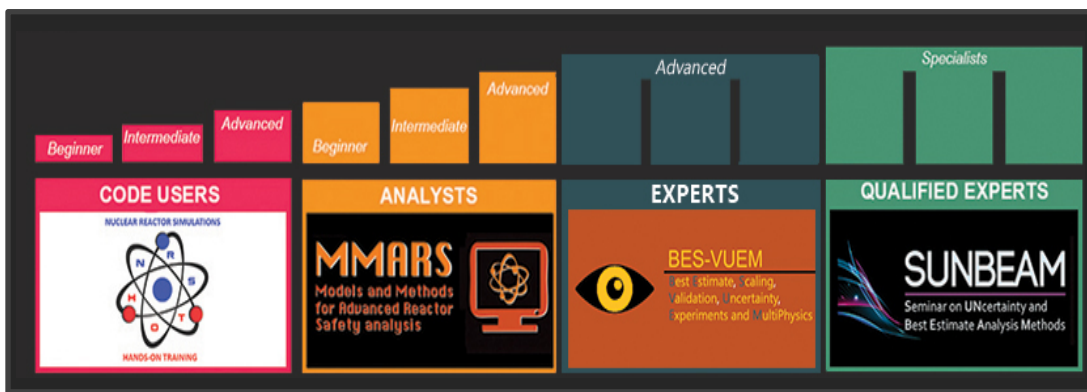 Beginner
Intermediate
Advanced
Beginner
Intermediate
Advanced
Advanced
Specialists
CODE USERS
NUCLEAR REACTOR SIMULATIONS
N
R
S
H
O
T
HANDS-ON TRAINING
ANALYSTS
MMARS
Models and Methods
for Advanced Reactor
Safety analysis
EXPERTS
BES-VUEM
Best Estimate, Scaling,
Validation, Uncertainty,
Experiments and MultiPhysics
QUALIFIED EXPERTS
SUNBEAM
Seminar on UNcertainty and
Best Estimate Analysis Methods